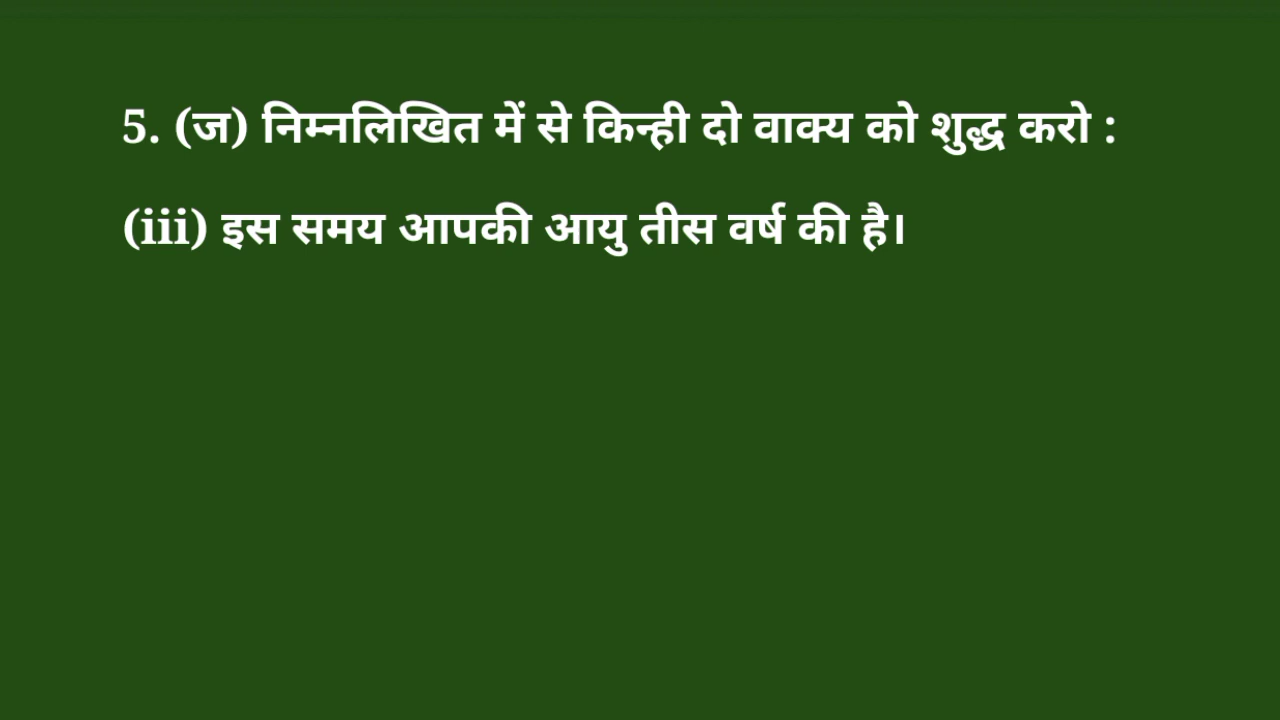 5. (ज) निम्नलिखित में से किन्ही दो वाक्य को शुद्ध करो :
(iii) इस समय आपकी आयु तीस वर्ष की है।